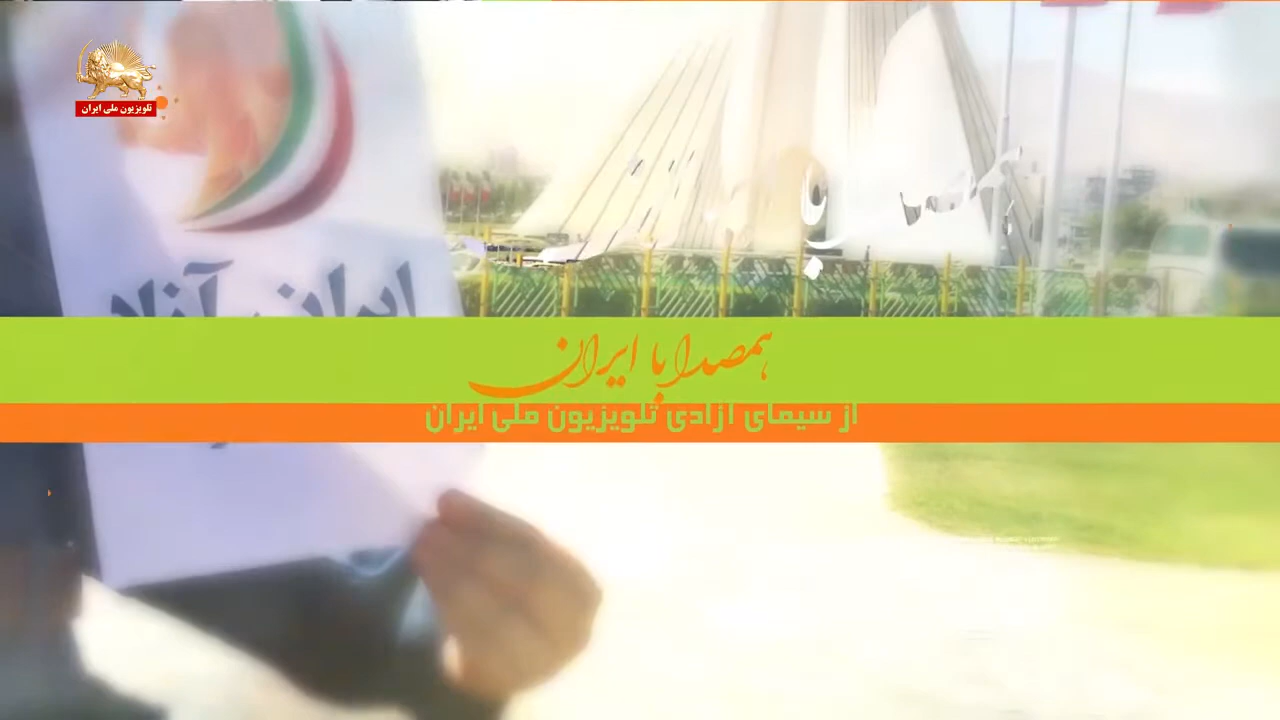 تلویزیون ملی ایران
ایران آزاد
همصدا با ایران
از سیمای آزادی تلویزیون ملی ایران